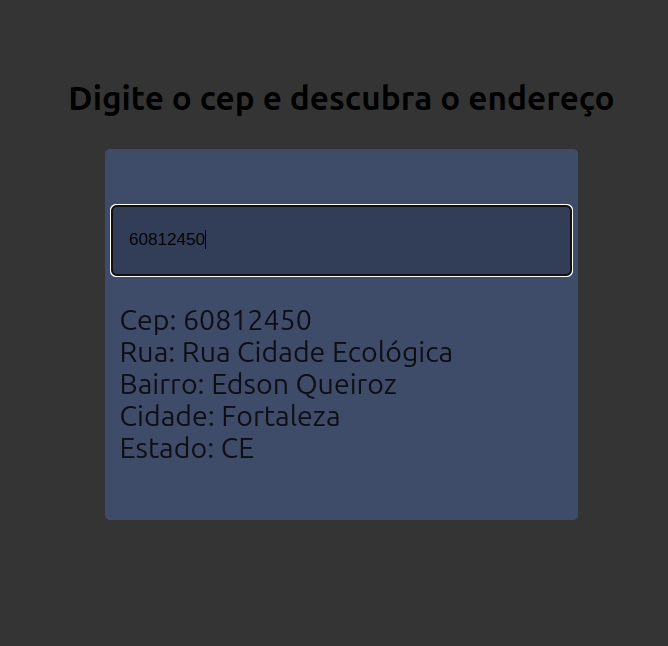 Digite o cep e descubra o endereço
60812450
Cep: 60812450
Rua: Rua Cidade Ecológica
Bairro: Edson Queiroz
Cidade: Fortaleza
Estado: CE